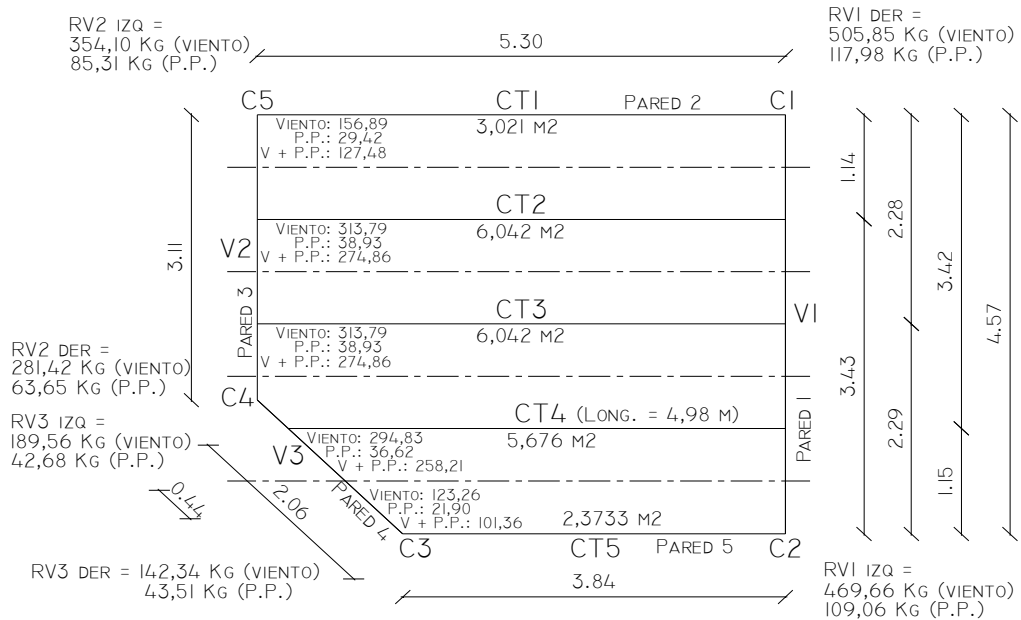 RV2 IZQ =
354,10 KG (VIENTO)
85,31 KG (P.P.)
5.30
RV1 DER =
505,85 KG (VIENTO)
117,98 KG (P.P.)
C5
CT1
PARED 2
C1
VIENTO: 156,89
P.P.: 29,42
V + P.P.: 127,48
3,021 M2
1.14
2.28
3.42
4.57
CT2
VIENTO: 313,79
P.P.: 38,93
V + P.P.: 274,86
6,042 M2
3.11
V2
PARED 3
CT3
V1
VIENTO: 313,79
P.P.: 38,93
V + P.P.: 274,86
6,042 M2
RV2 DER =
281,42 KG (VIENTO)
63,65 KG (P.P.)
3.43
C4
CT4 (LONG. = 4,98 M)
PARED 1
RV3 IZQ =
189,56 KG (VIENTO)
42,68 KG (P.P.)
VIENTO: 294,83
P.P.: 36,62
V + P.P.: 258,21
5,676 M2
V3
2.29
1.15
0.44
2.06
PARED 4
VIENTO: 123,26
P.P.: 21,90
V + P.P.: 101,36
2,3733 M2
C3
CT5
PARED 5
C2
RV3 DER = 142,34 KG (VIENTO)
43,51 KG (P.P.)
3.84
RV1 IZQ =
469,66 KG (VIENTO)
109,06 KG (P.P.)